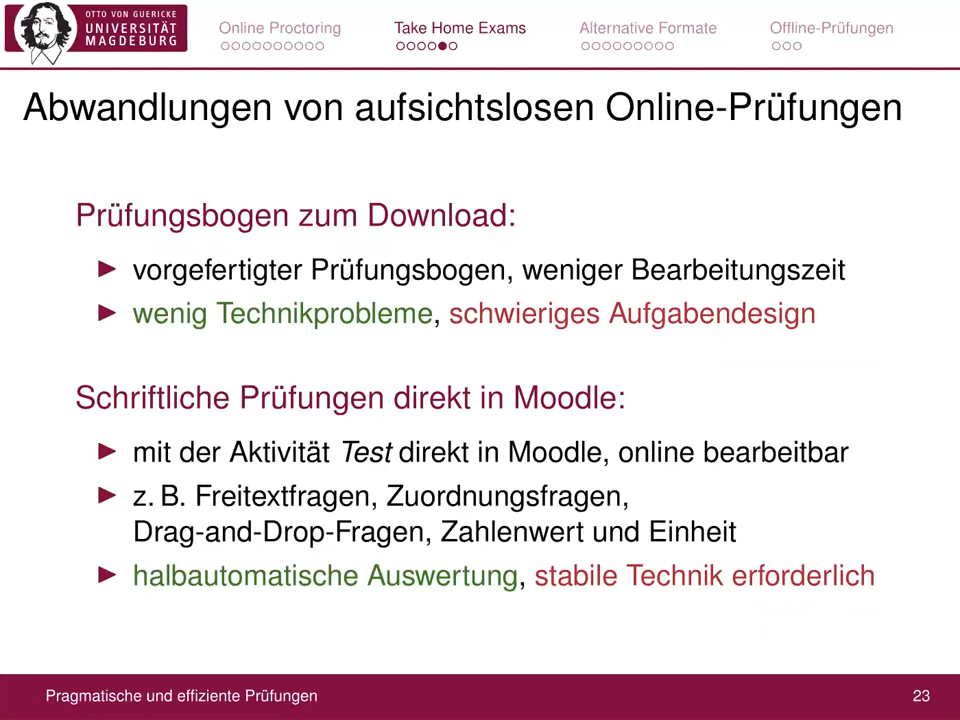 OTTO VON GUERICKE
UNIVERSITÄT
MAGDEBURG
Online Proctoring
Take Home Exams
Alternative Formate
Offline-Prüfungen
Abwandlungen von aufsichtslosen Online-Prüfungen
Prüfungsbogen zum Download:
vorgefertigter Prüfungsbogen, weniger Bearbeitungszeit
wenig Technikprobleme, schwieriges Aufgabendesign
Schriftliche Prüfungen direkt in Moodle:
mit der Aktivität Test direkt in Moodle, online bearbeitbar
z. B. Freitextfragen, Zuordnungsfragen,
Drag-and-Drop-Fragen, Zahlenwert und Einheit
halbautomatische Auswertung, stabile Technik erforderlich
Pragmatische und effiziente Prüfungen
23